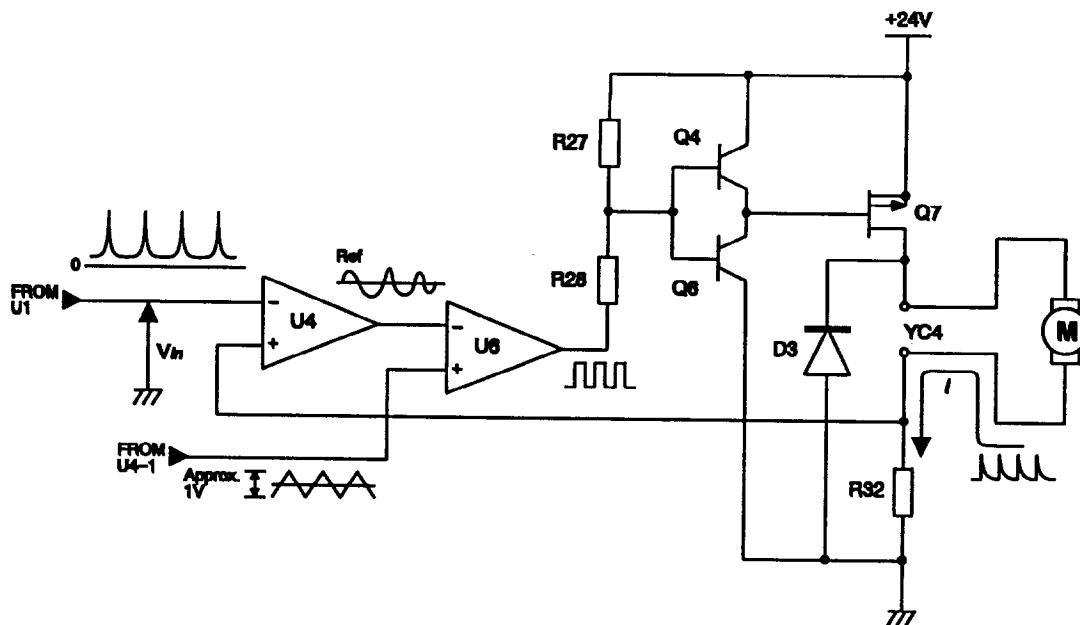 +24V
R27
Q4
Q7
0
Ref
FROM
U1
−
U4
+
R28
Q6
−
U6
+
Vin
D3
YC4
M
I
FROM
U4-1
Approx.
1V
R32